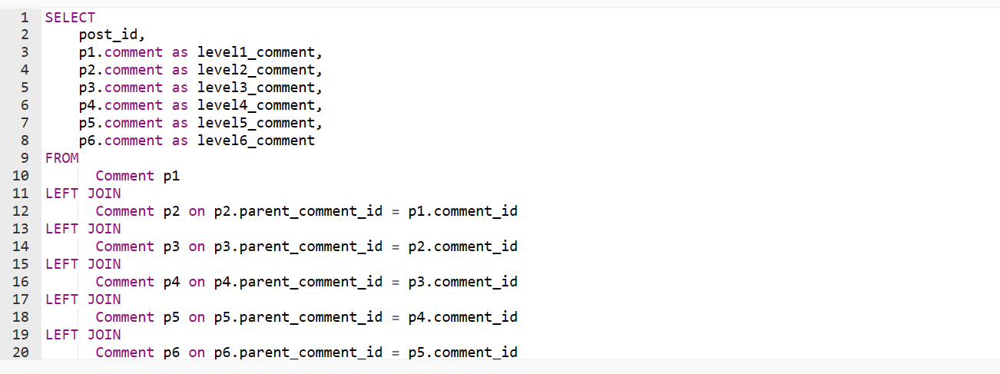 1 SELECT
2 post_id,
3 p1.comment as level1_comment,
4 p2.comment as level2_comment,
5 p3.comment as level3_comment,
6 p4.comment as level4_comment,
7 p5.comment as level5_comment,
8 p6.comment as level6_comment
9 FROM
10 Comment p1
11 LEFT JOIN
12 Comment p2 on p2.parent_comment_id = p1.comment_id
13 LEFT JOIN
14 Comment p3 on p3.parent_comment_id = p2.comment_id
15 LEFT JOIN
16 Comment p4 on p4.parent_comment_id = p3.comment_id
17 LEFT JOIN
18 Comment p5 on p5.parent_comment_id = p4.comment_id
19 LEFT JOIN
20 Comment p6 on p6.parent_comment_id = p5.comment_id